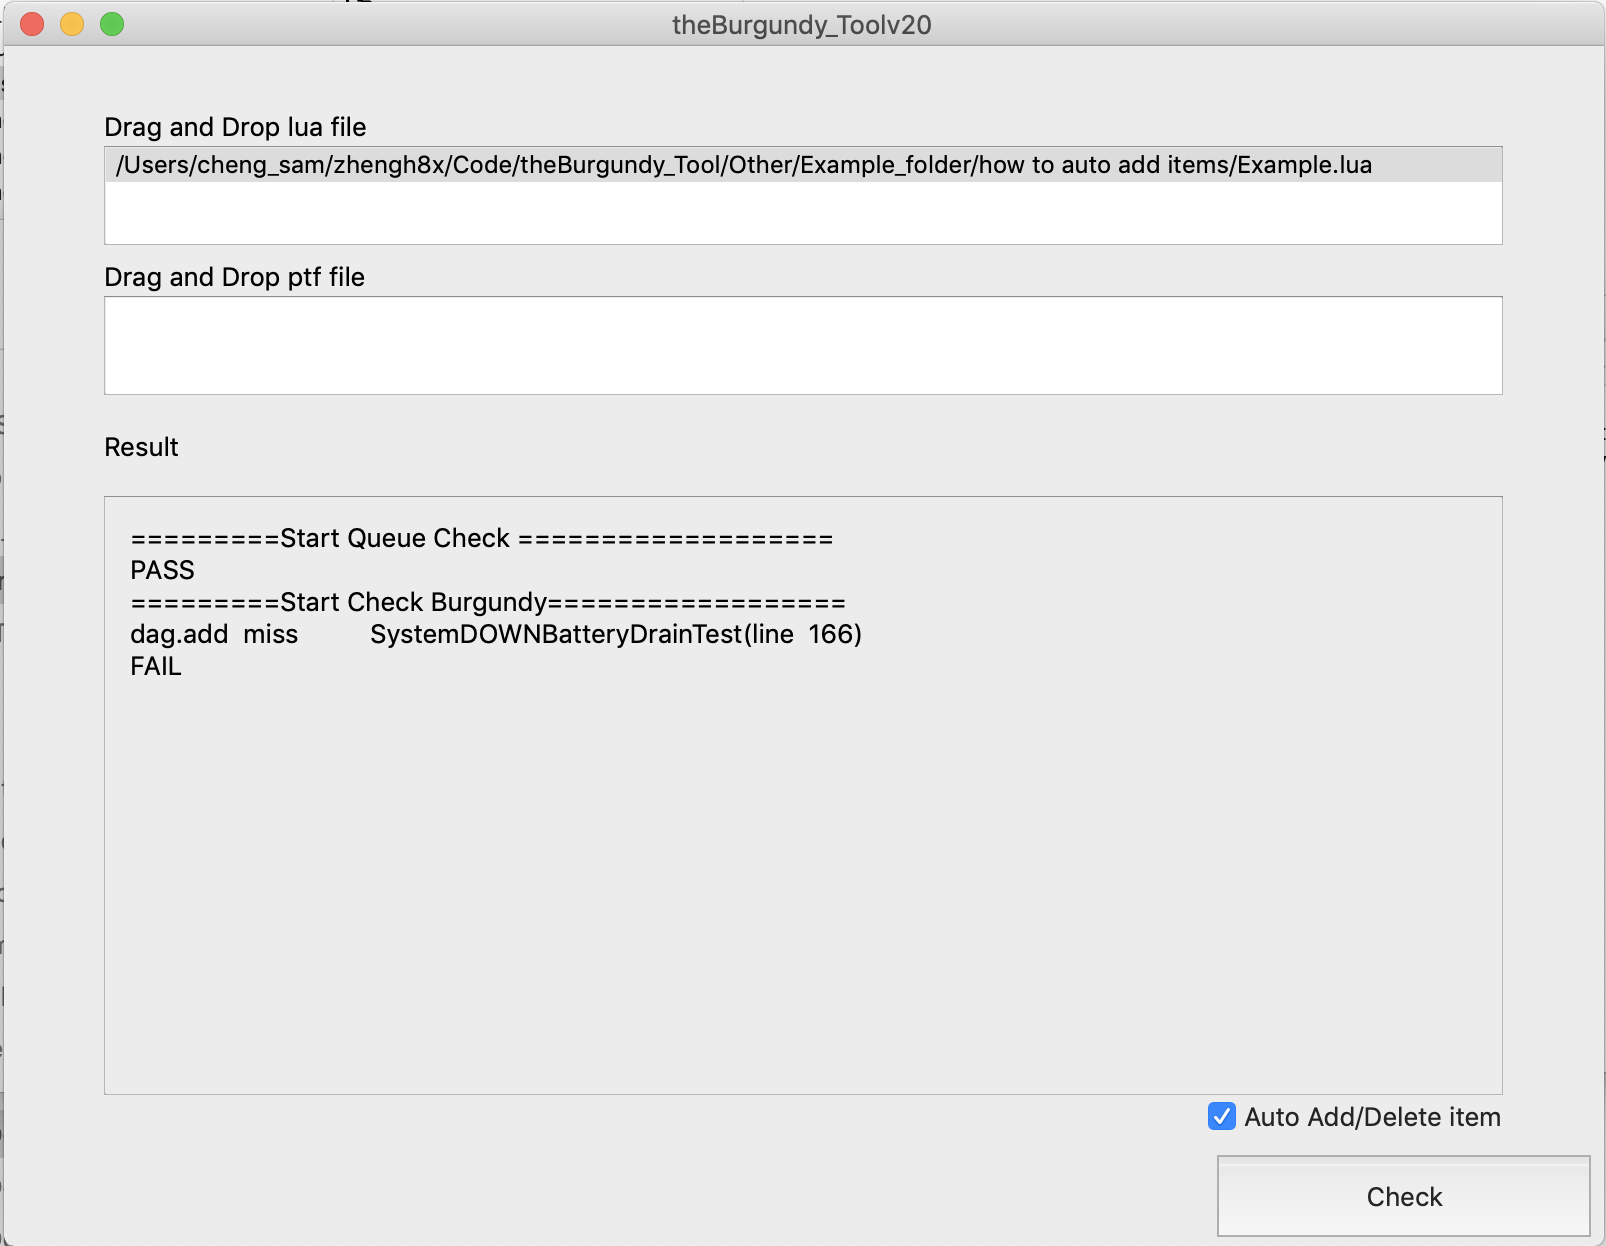 theBurgundy_Toolv20
Drag and Drop lua file
/Users/cheng_sam/zhengh8x/Code/theBurgundy_Tool/Other/Example_folder/how to auto add items/Example.lua
Drag and Drop ptf file
Result
=========Start Queue Check ===================
PASS
=========Start Check Burgundy==================
dag.add  miss          SystemDOWNBatteryDrainTest(line  166)
FAIL
Auto Add/Delete item
Check